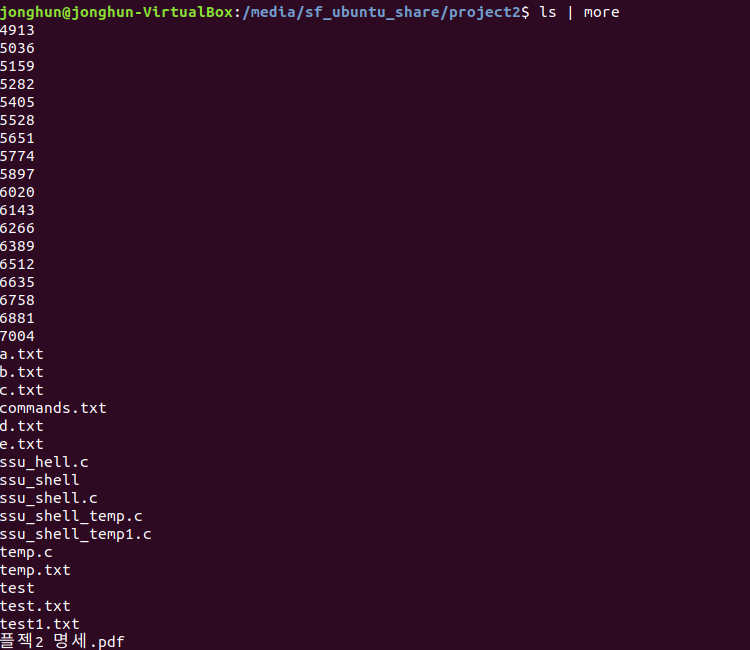 jonghun@jonghun-VirtualBox:/media/sf_ubuntu_share/project2$ ls | more
4913
5036
5159
5282
5405
5528
5651
5774
5897
6020
6143
6266
6389
6512
6635
6758
6881
7004
a.txt
b.txt
c.txt
commands.txt
d.txt
e.txt
ssu_hell.c
ssu_shell
ssu_shell.c
ssu_shell_temp.c
ssu_shell_temp1.c
temp.c
temp.txt
test
test.txt
test1.txt
플젝2 명세.pdf